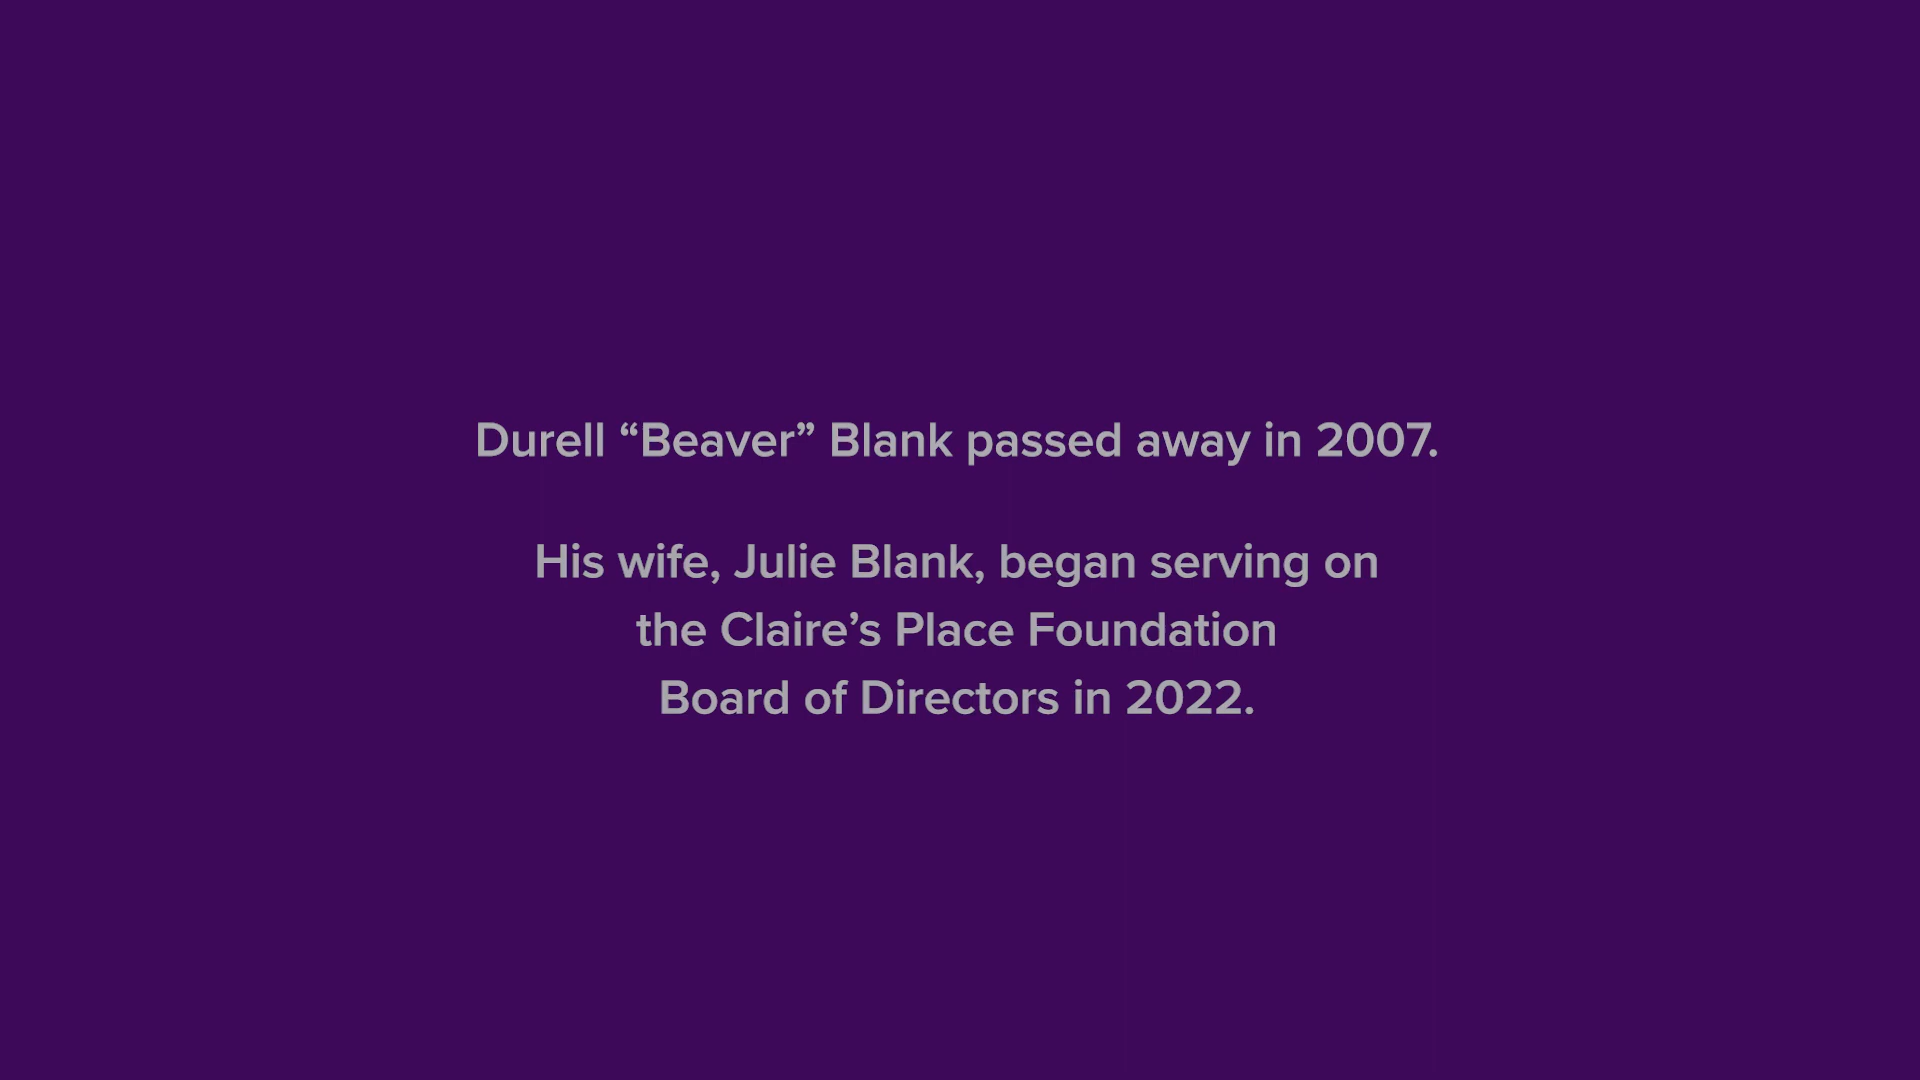 Durell “Beaver” Blank passed away in 2007.
His wife, Julie Blank, began serving on
the Claire’s Place Foundation
Board of Directors in 2022.